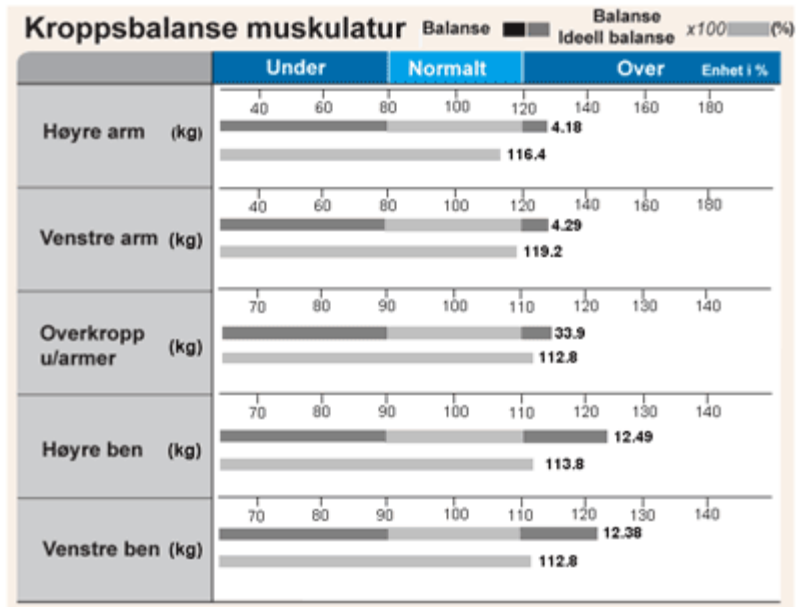 Kroppsbalanse muskulatur Balanse Balanse
Ideell balanse x100 (%)
Under Normalt Over Enhet i %
40 60 80 100 120 140 160 180
Høyre arm (kg) 4.18
116.4
40 60 80 100 120 140 160 180
Venstre arm (kg) 4.29
119.2
70 80 90 100 110 120 130 140
Overkropp
u/armer (kg) 33.9
112.8
70 80 90 100 110 120 130 140
Høyre ben (kg) 12.49
113.8
70 80 90 100 110 120 130 140
Venstre ben (kg) 12.38
112.8